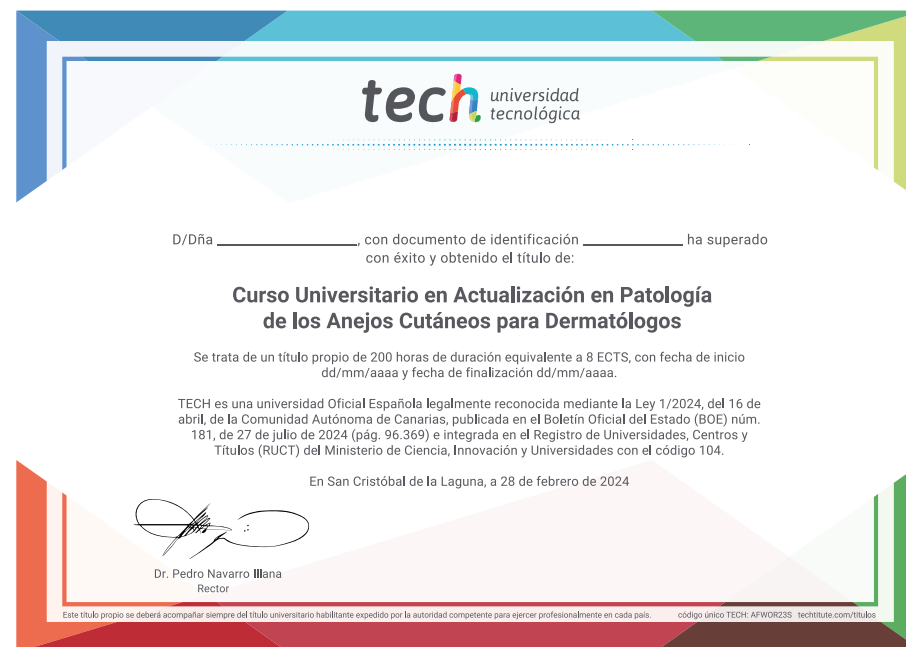 tech universidad
tecnológica
D/Dña ____________________, con documento de identificación ______________ ha superado
con éxito y obtenido el título de:
Curso Universitario en Actualización en Patología
de los Anejos Cutáneos para Dermatólogos
Se trata de un título propio de 200 horas de duración equivalente a 8 ECTS, con fecha de inicio
dd/mm/aaaa y fecha de finalización dd/mm/aaaa.
TECH es una universidad Oficial Española legalmente reconocida mediante la Ley 1/2024, del 16 de
abril, de la Comunidad Autónoma de Canarias, publicada en el Boletín Oficial del Estado (BOE) núm.
181, de 27 de julio de 2024 (pág. 96.369) e integrada en el Registro de Universidades, Centros y
Títulos (RUCT) del Ministerio de Ciencia, Innovación y Universidades con el código 104.
En San Cristóbal de la Laguna, a 28 de febrero de 2024
Dr. Pedro Navarro Illana
Rector
Este título propio se deberá acompañar siempre del título universitario habilitante expedido por la autoridad competente para ejercer profesionalmente en cada país. código único TECH: AFWOR23S techtitute.com/titulos